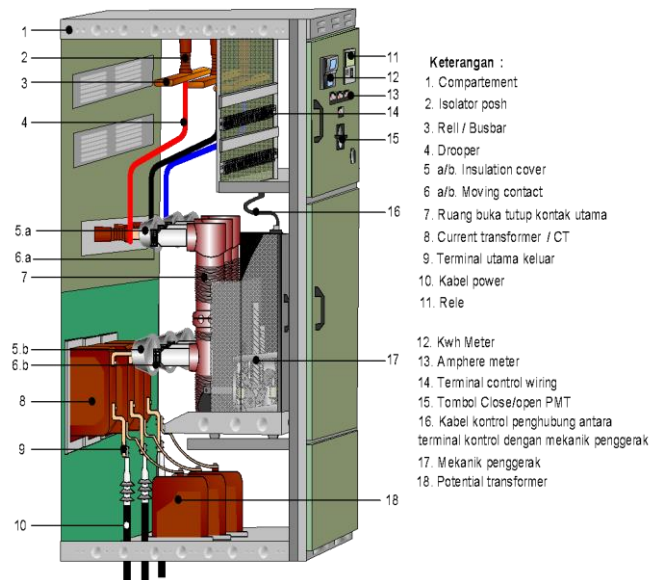 1
2
3
4
5.a
6.a
7
5.b
6.b
8
9
10
11
12
13
14
15
16
17
18
Keterangan :
1. Compartement
2. Isolator posh
3. Rell / Busbar
4. Drooper
5 a/b. Insulation cover
6 a/b. Moving contact
7. Ruang buka tutup kontak utama
8. Current transformer / CT
9. Terminal utama keluar
10. Kabel power
11. Rele
12. Kwh Meter
13. Amphere meter
14. Terminal control wiring
15. Tombol Close/open PMT
16. Kabel kontrol penghubung antara
terminal kontrol dengan mekanik penggerak
17. Mekanik penggerak
18. Potential transformer